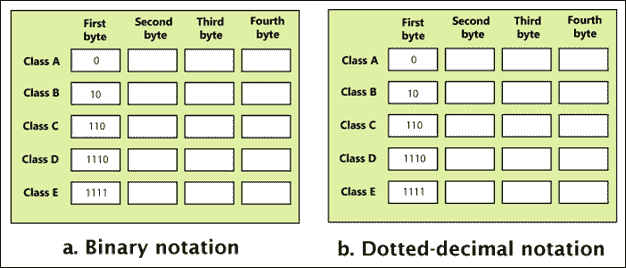 First byte Second byte Third byte Fourth byte
Class A 0
Class B 10
Class C 110
Class D 1110
Class E 1111
a. Binary notation
First byte Second byte Third byte Fourth byte
Class A 0
Class B 10
Class C 110
Class D 1110
Class E 1111
b. Dotted-decimal notation